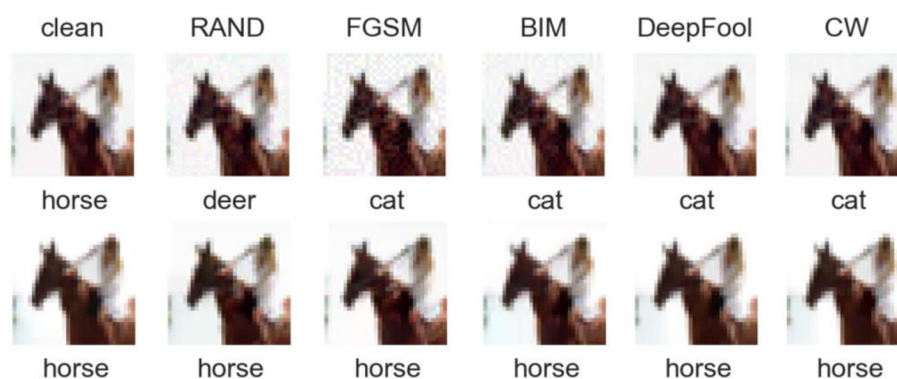 clean RAND FGSM BIM DeepFool CW
horse deer cat cat cat cat
horse horse horse horse horse horse